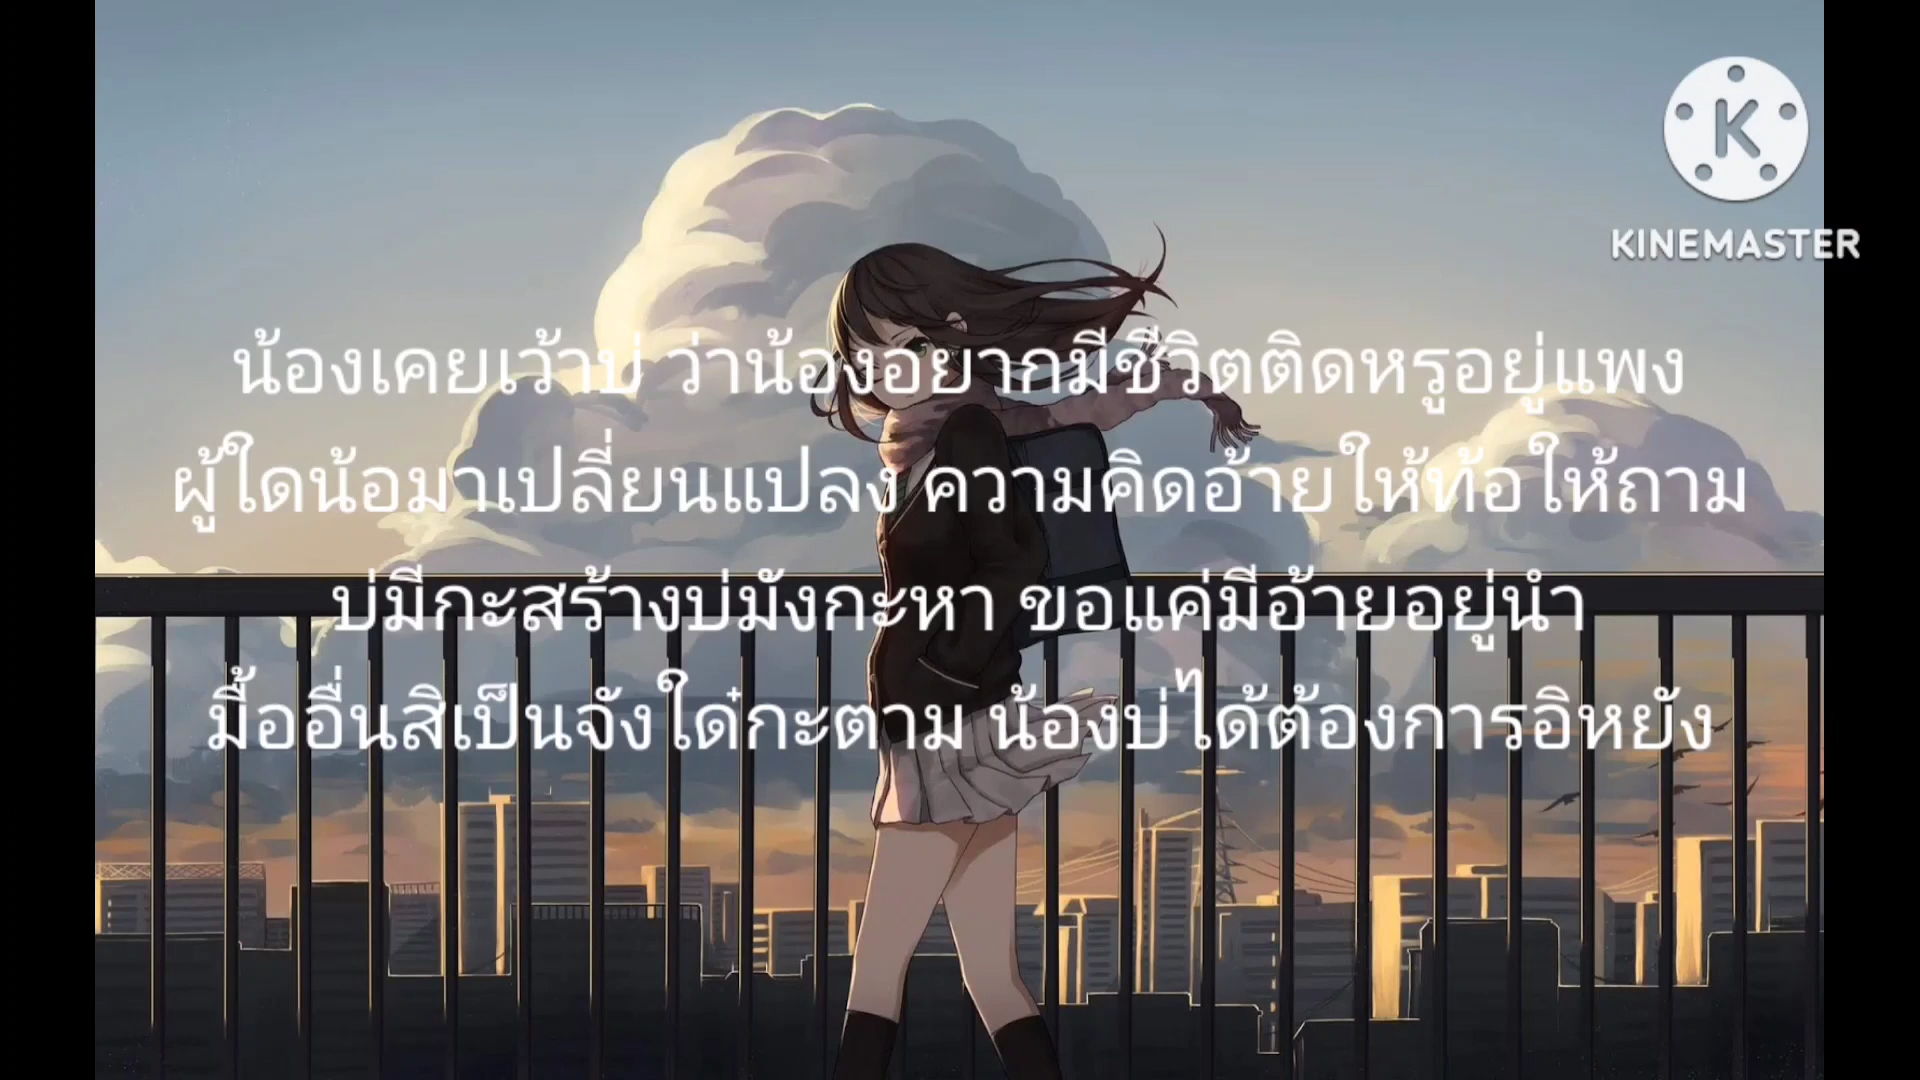 KINEMASTER
น้องเคยเว้าบ่ ว่าน้องอยากมีชีวิตติดหรูอยู่แพง
ผู้ใดน้อมาเปลี่ยนแปลง ความคิดอ้ายให้ท้อให้ถาม
บ่มีกะสร้างบ่มังกะหา ขอแค่มีอ้ายอยู่นำ
มื้ออื่นสิเป็นจังใด๋กะตาม น้องบ่ได้ต้องการอิหยัง